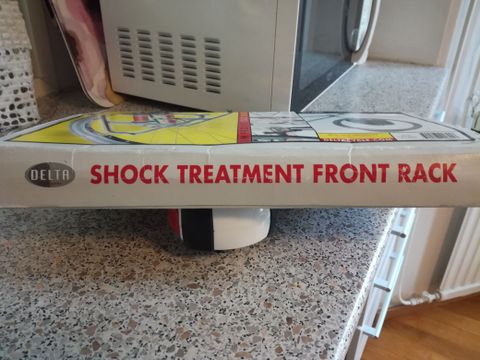 DELTA
SHOCK TREATMENT FRONT RACK